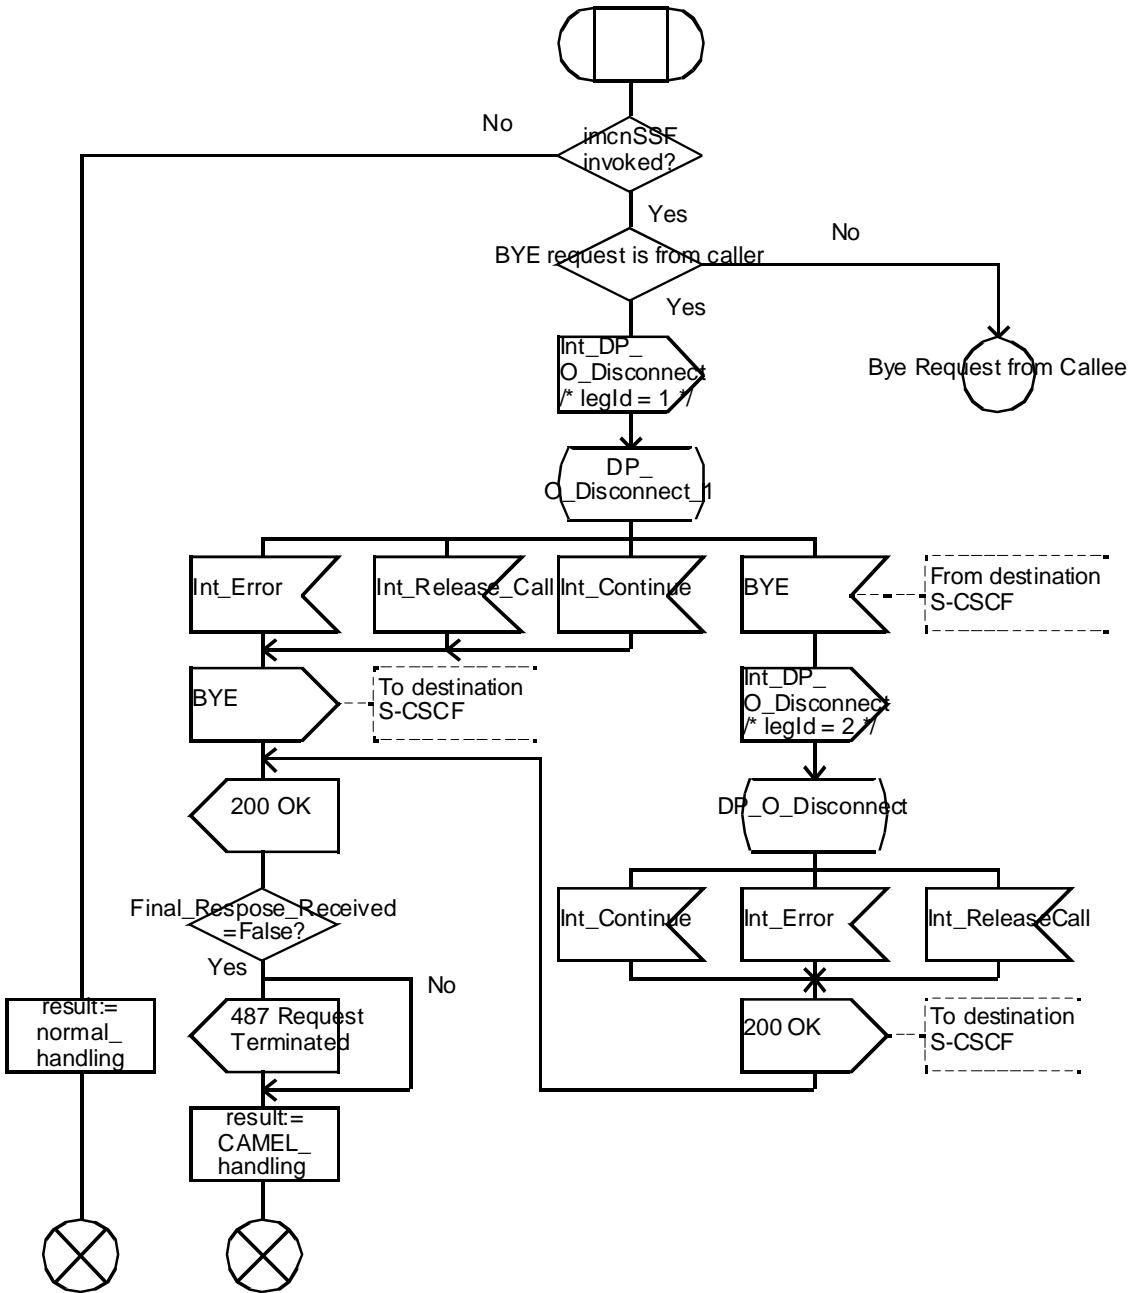 No
imcnSSF
invoked?
Yes
BYE request is from caller
No
Yes
Int_DP_
O_Disconnect
/* legId = 1 */
Bye Request from Callee
DP_
O_Disconnect_1
Int_Error
Int_Release_Call
Int_Continue
BYE
From destination
S-CSCF
BYE
To destination
S-CSCF
Int_DP_
O_Disconnect
/* legId = 2 */
200 OK
DP_O_Disconnect
Final_Respose_Received
=False?
Int_Continue
Int_Error
Int_ReleaseCall
Yes
No
result:=
normal_
handling
487 Request
Terminated
200 OK
To destination
S-CSCF
result:=
CAMEL_
handling